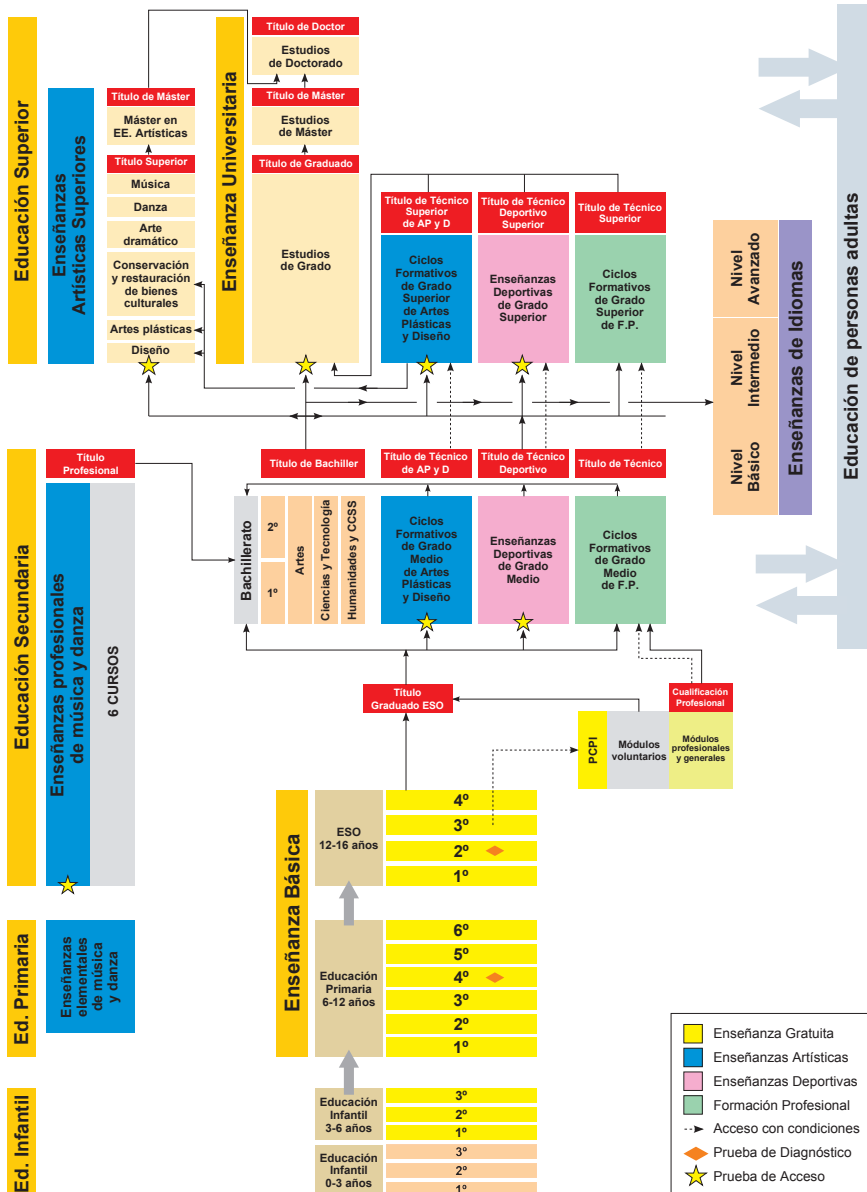 Educación Superior
Enseñanzas
Artísticas Superiores
Título de Máster
Máster en
EE. Artísticas
Título Superior
Música
Danza
Arte
dramático
Conservación
y restauración
de bienes
culturales
Artes plásticas
Diseño
Enseñanza Universitaria
Título de Doctor
Estudios
de Doctorado
Título de Máster
Estudios
de Máster
Título de Graduado
Estudios
de Grado
Título de Técnico
Superior
de AP y D
Ciclos
Formativos
de Grado
Superior
de Artes
Plásticas
y Diseño
Título de Técnico
Deportivo
Superior
Enseñanzas
Deportivas
de Grado
Superior
Título de Técnico
Superior
Ciclos
Formativos
de Grado
Superior
de F.P.
Nivel
Avanzado
Nivel
Intermedio
Nivel
Básico
Enseñanzas de Idiomas
Educación de personas adultas
Educación Secundaria
Título
Profesional
Enseñanzas profesionales
de música y danza
6 CURSOS
Título de Bachiller
Bachillerato
2º
1º
Artes
Ciencias y Tecnología
Humanidades y CCSS
Título de Técnico
de AP y D
Ciclos
Formativos
de Grado
Medio
de Artes
Plásticas
y Diseño
Título de Técnico
Deportivo
Enseñanzas
Deportivas
de Grado
Medio
Título de Técnico
Ciclos
Formativos
de Grado
Medio
de F.P.
Título
Graduado ESO
Cualificación
Profesional
PCPI
Módulos
voluntarios
Módulos
profesionales
y generales
Enseñanza Básica
ESO
12-16 años
4º
3º
2º
1º
Ed. Primaria
Enseñanzas
elementales
de música
y danza
Educación
Primaria
6-12 años
6º
5º
4º
3º
2º
1º
Ed. Infantil
Educación
Infantil
3-6 años
3º
2º
1º
Educación
Infantil
0-3 años
3º
2º
1º
Enseñanza Gratuita
Enseñanzas Artísticas
Enseñanzas Deportivas
Formación Profesional
Acceso con condiciones
Prueba de Diagnóstico
Prueba de Acceso